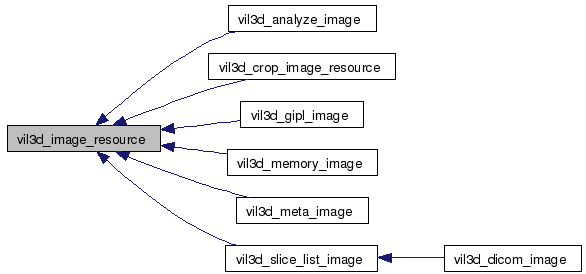 vil3d_analyze_image
vil3d_crop_image_resource
vil3d_gipl_image
vil3d_image_resource
vil3d_memory_image
vil3d_meta_image
vil3d_slice_list_image
vil3d_dicom_image